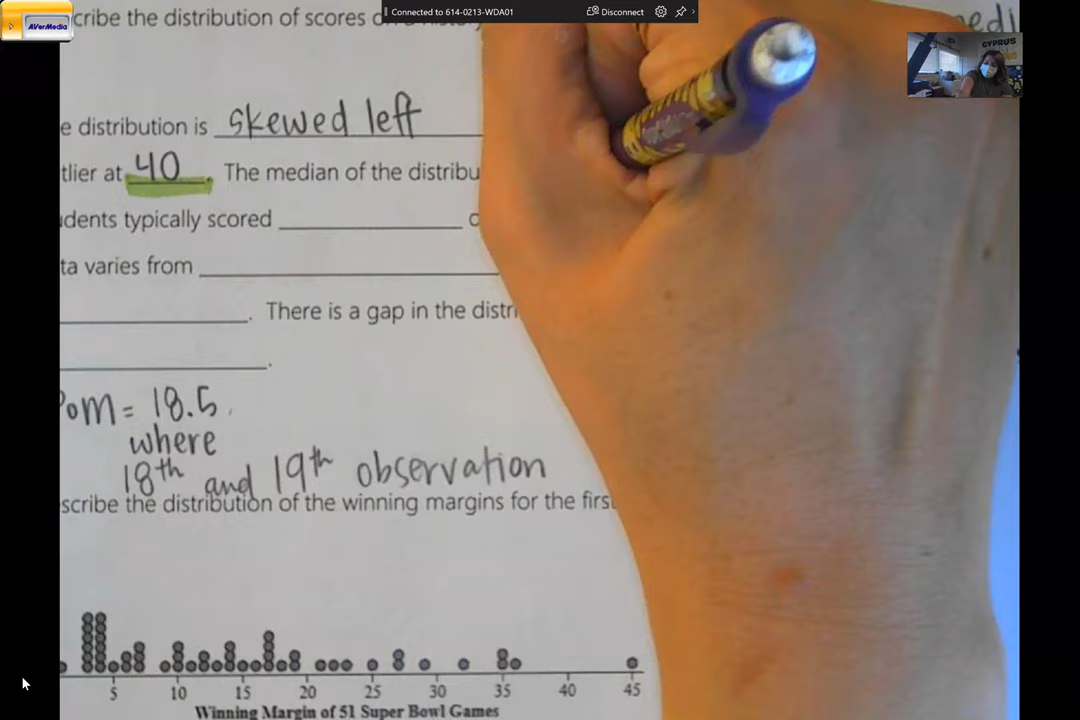 Connected to 614-0213-WDA01 Disconnect
AVerMedia
cribe the distribution of scores o
medi
CYPRUS
e distribution is skewed left
tlier at 40. The median of the distribu
dents typically scored
ta varies from
. There is a gap in the distri
.
PoM = 18.5
where
18th and 19th observation
scribe the distribution of the winning margins for the first
5 10 15 20 25 30 35 40 45
Winning Margin of 51 Super Bowl Games